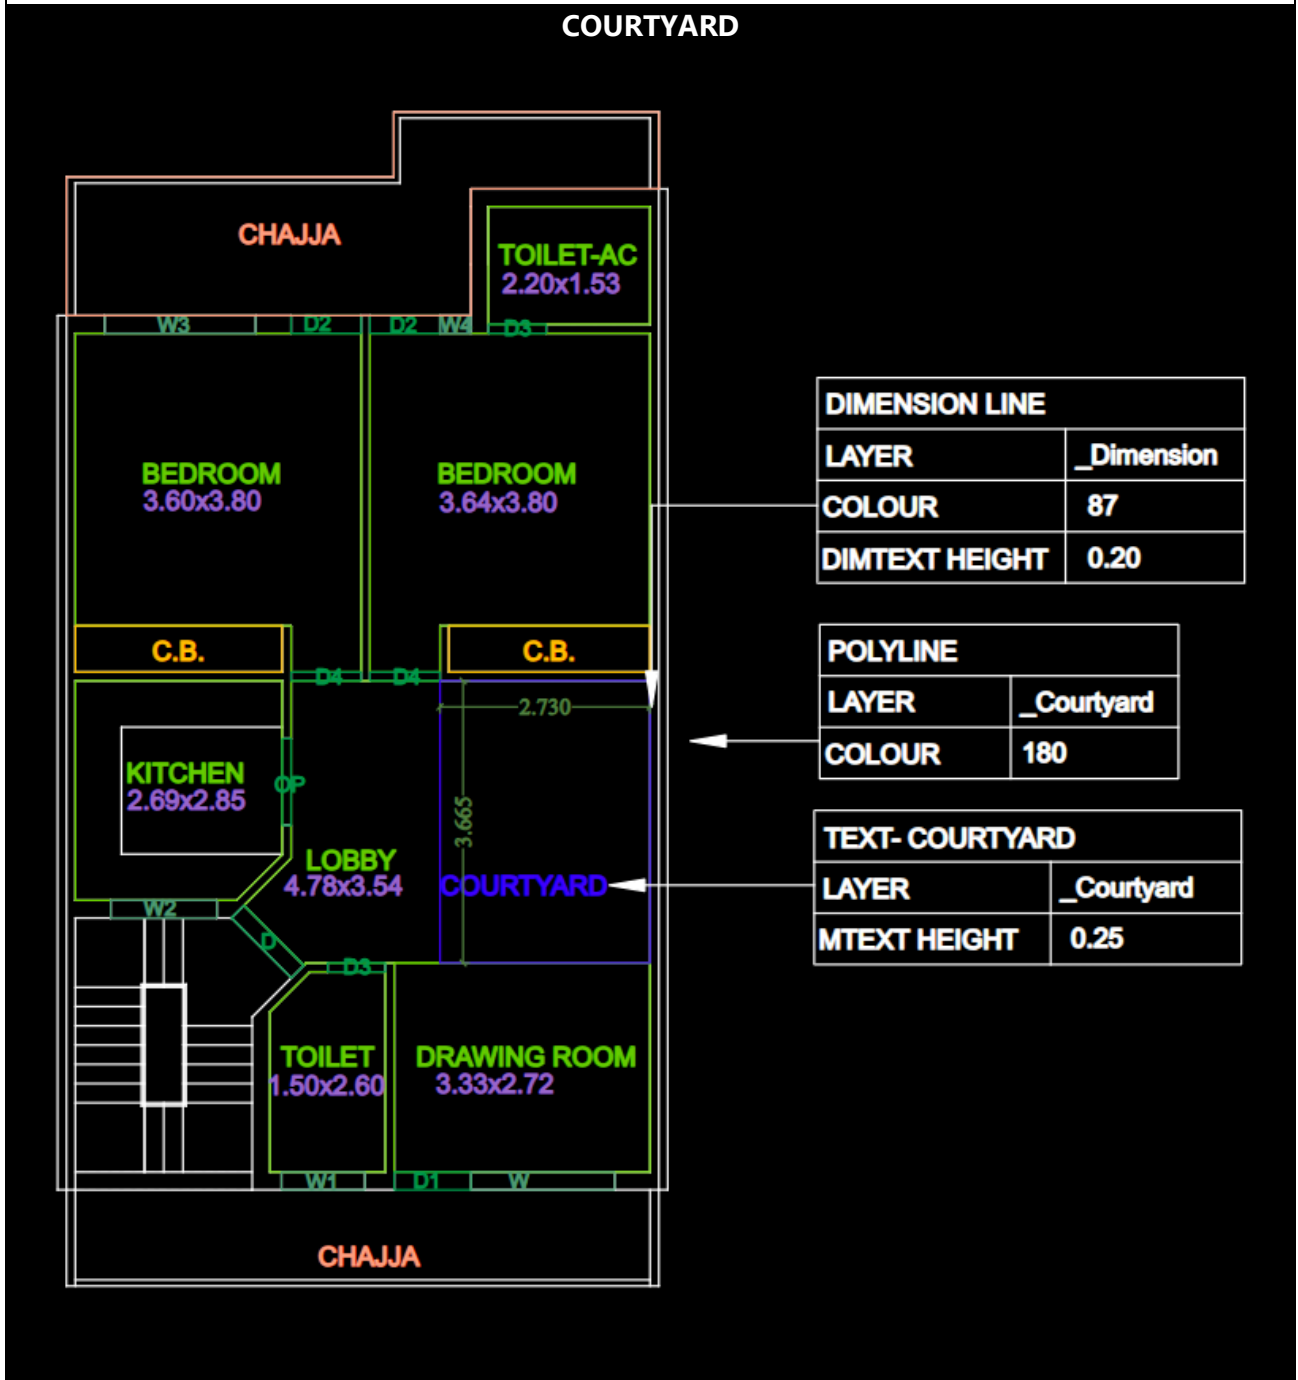 COURTYARD
CHAJJA
TOILET-AC
2.20x1.53
W3
D2
D2
W4
D3
BEDROOM
3.60x3.80
BEDROOM
3.64x3.80
C.B.
C.B.
D4
D4
2.730
3.665
KITCHEN
2.69x2.85
OP
LOBBY
4.78x3.54
COURTYARD
W2
D
D3
TOILET
1.50x2.60
DRAWING ROOM
3.33x2.72
W1
D1
W
CHAJJA
DIMENSION LINE
LAYER _Dimension
COLOUR 87
DIMTEXT HEIGHT 0.20
POLYLINE
LAYER _Courtyard
COLOUR 180
TEXT- COURTYARD
LAYER _Courtyard
MTEXT HEIGHT 0.25